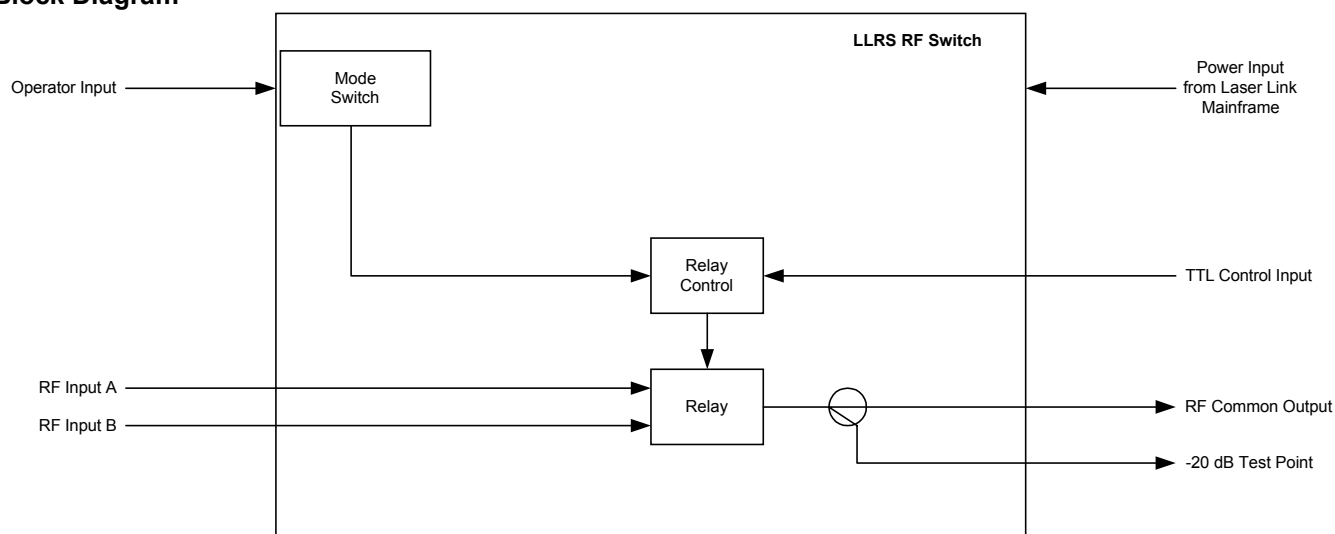 Block Diagram
LLRS RF Switch
Operator Input
Mode
Switch
Power Input
from Laser Link
Mainframe
Relay
Control
TTL Control Input
RF Input A
RF Input B
Relay
RF Common Output
-20 dB Test Point